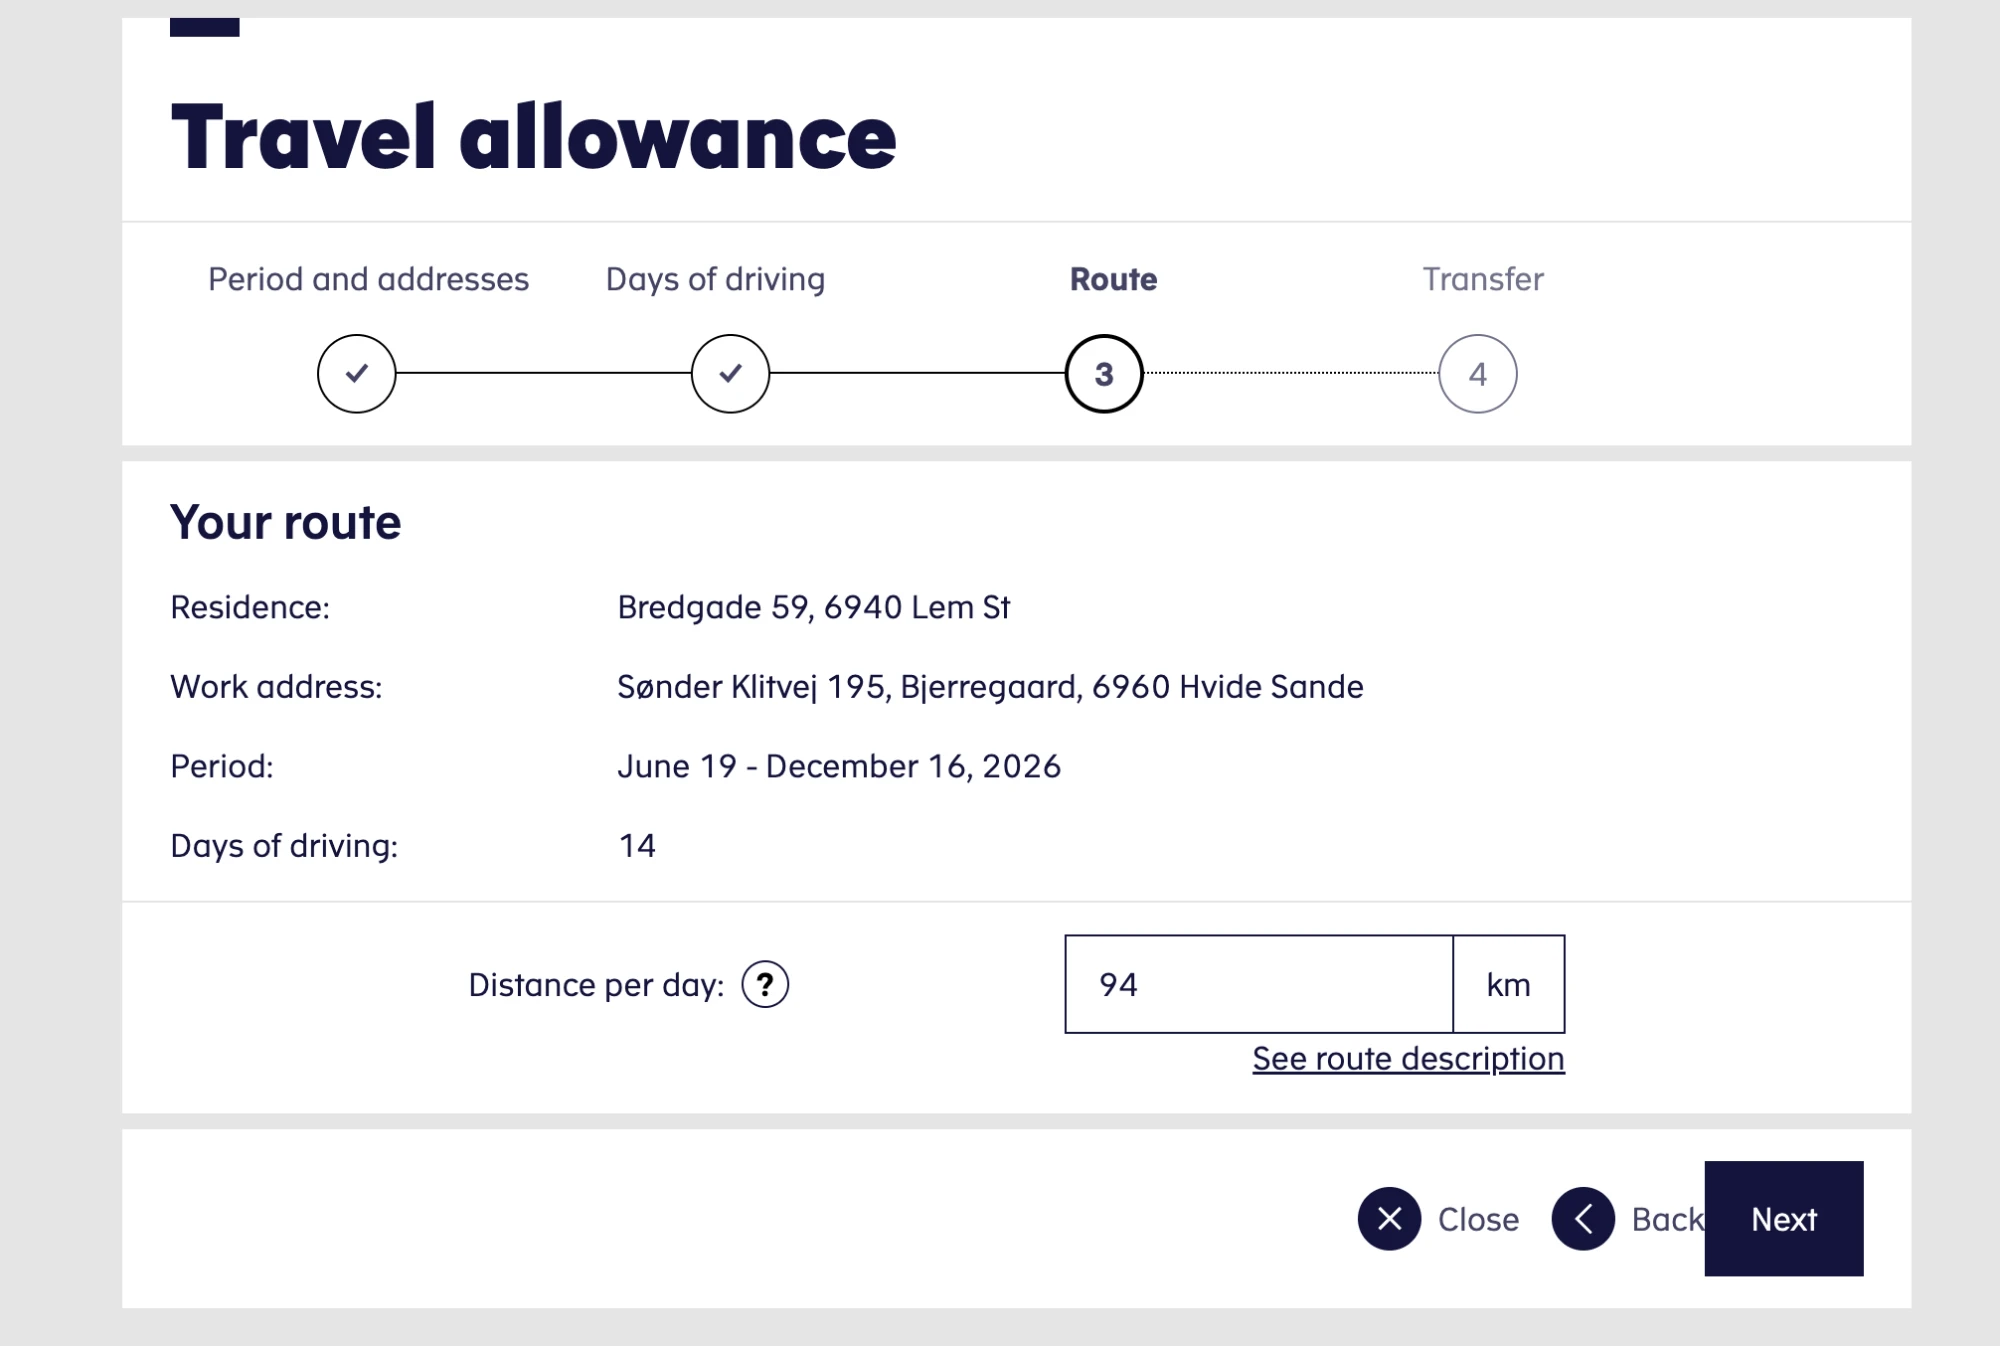 Travel allowance
Period and addresses
Days of driving
Route
Transfer
3
4
Your route
Residence: Bredgade 59, 6940 Lem St
Work address: Sønder Klitvej 195, Bjerregaard, 6960 Hvide Sande
Period: June 19 - December 16, 2026
Days of driving: 14
Distance per day: ? 94 km
See route description
Close Back Next